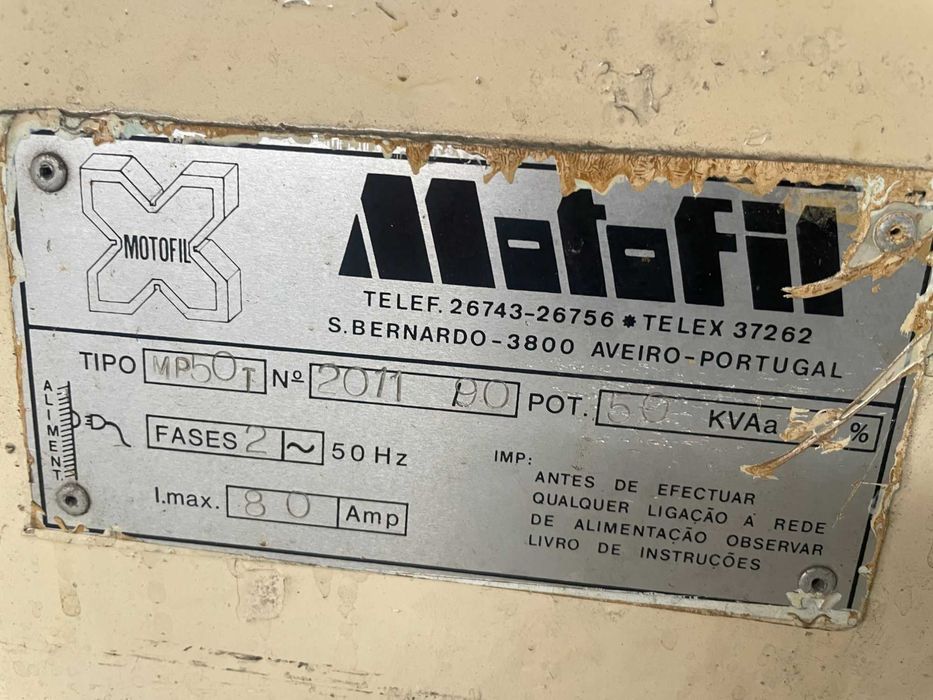 MOTOFIL
Motofil
TELEF. 26743-26756 * TELEX 37262
S.BERNARDO-3800 AVEIRO-PORTUGAL
TIPO MP50T Nº 2011 90 POT. 50 KVAa %
ALIMENT.
FASES 2 ~ 50 Hz
I.max. 80 Amp
IMP:
ANTES DE EFECTUAR
QUALQUER LIGAÇÃO À REDE
DE ALIMENTAÇÃO OBSERVAR
LIVRO DE INSTRUÇÕES